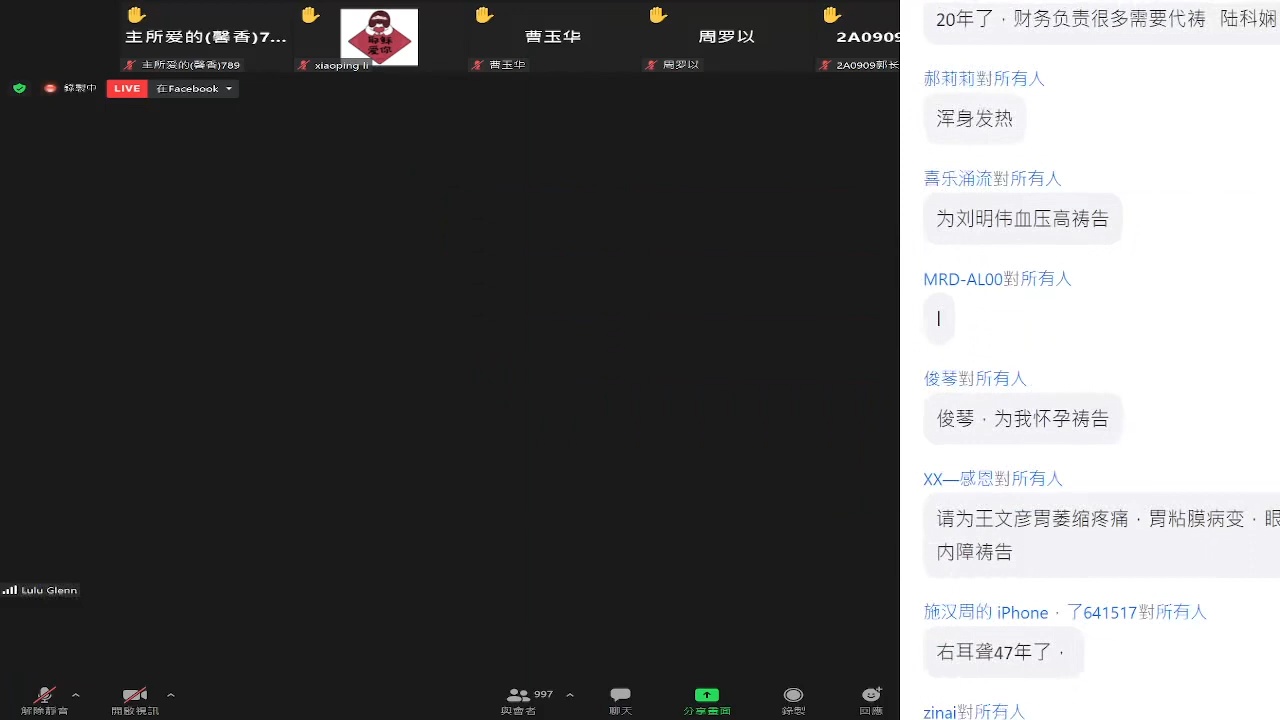 主所爱的(馨香)7...
曹玉华
周罗以
2A0909
主所爱的(馨香)789
xiaoping li
曹玉华
周罗以
2A0909郭长
錄製中
LIVE
在Facebook
Lulu Glenn
解除靜音
開啟視訊
997
與會者
聊天
分享畫面
錄製
回應
20年了，财务负责很多需要代祷 陆科娴
郝莉莉對所有人
浑身发热
喜乐涌流對所有人
为刘明伟血压高祷告
MRD-AL00對所有人
l
俊琴對所有人
俊琴，为我怀孕祷告
XX—感恩對所有人
请为王文彦胃萎缩疼痛，胃粘膜病变，眼
内障祷告
施汉周的 iPhone，了641517對所有人
右耳聋47年了，
zinai對所有人